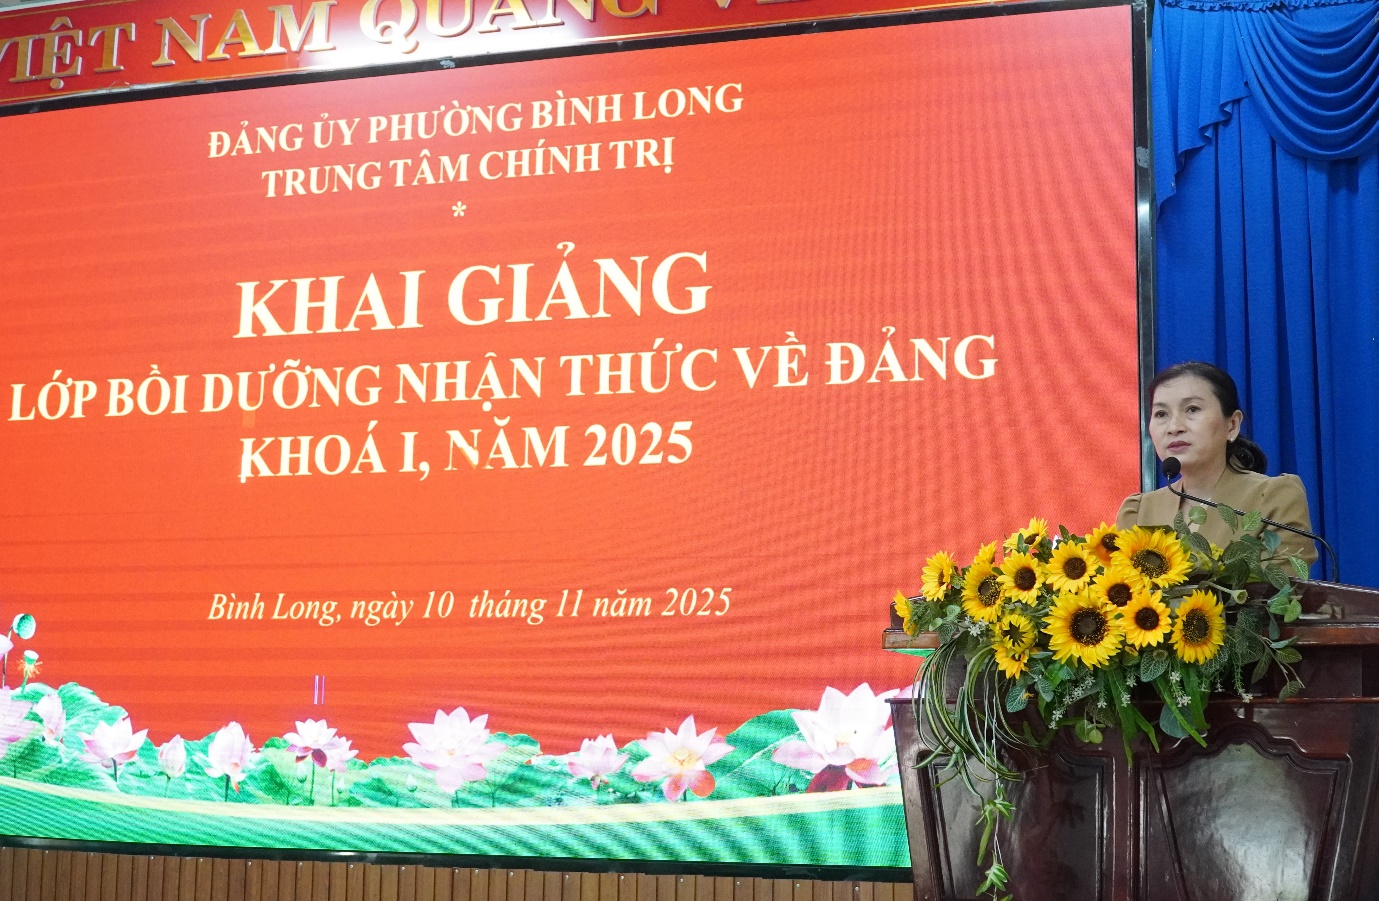 VIỆT NAM QUANG
ĐẢNG ỦY PHƯỜNG BÌNH LONG
TRUNG TÂM CHÍNH TRỊ
*
KHAI GIẢNG
LỚP BỒI DƯỠNG NHẬN THỨC VỀ ĐẢNG
KHOÁ I, NĂM 2025
Bình Long, ngày 10 tháng 11 năm 2025